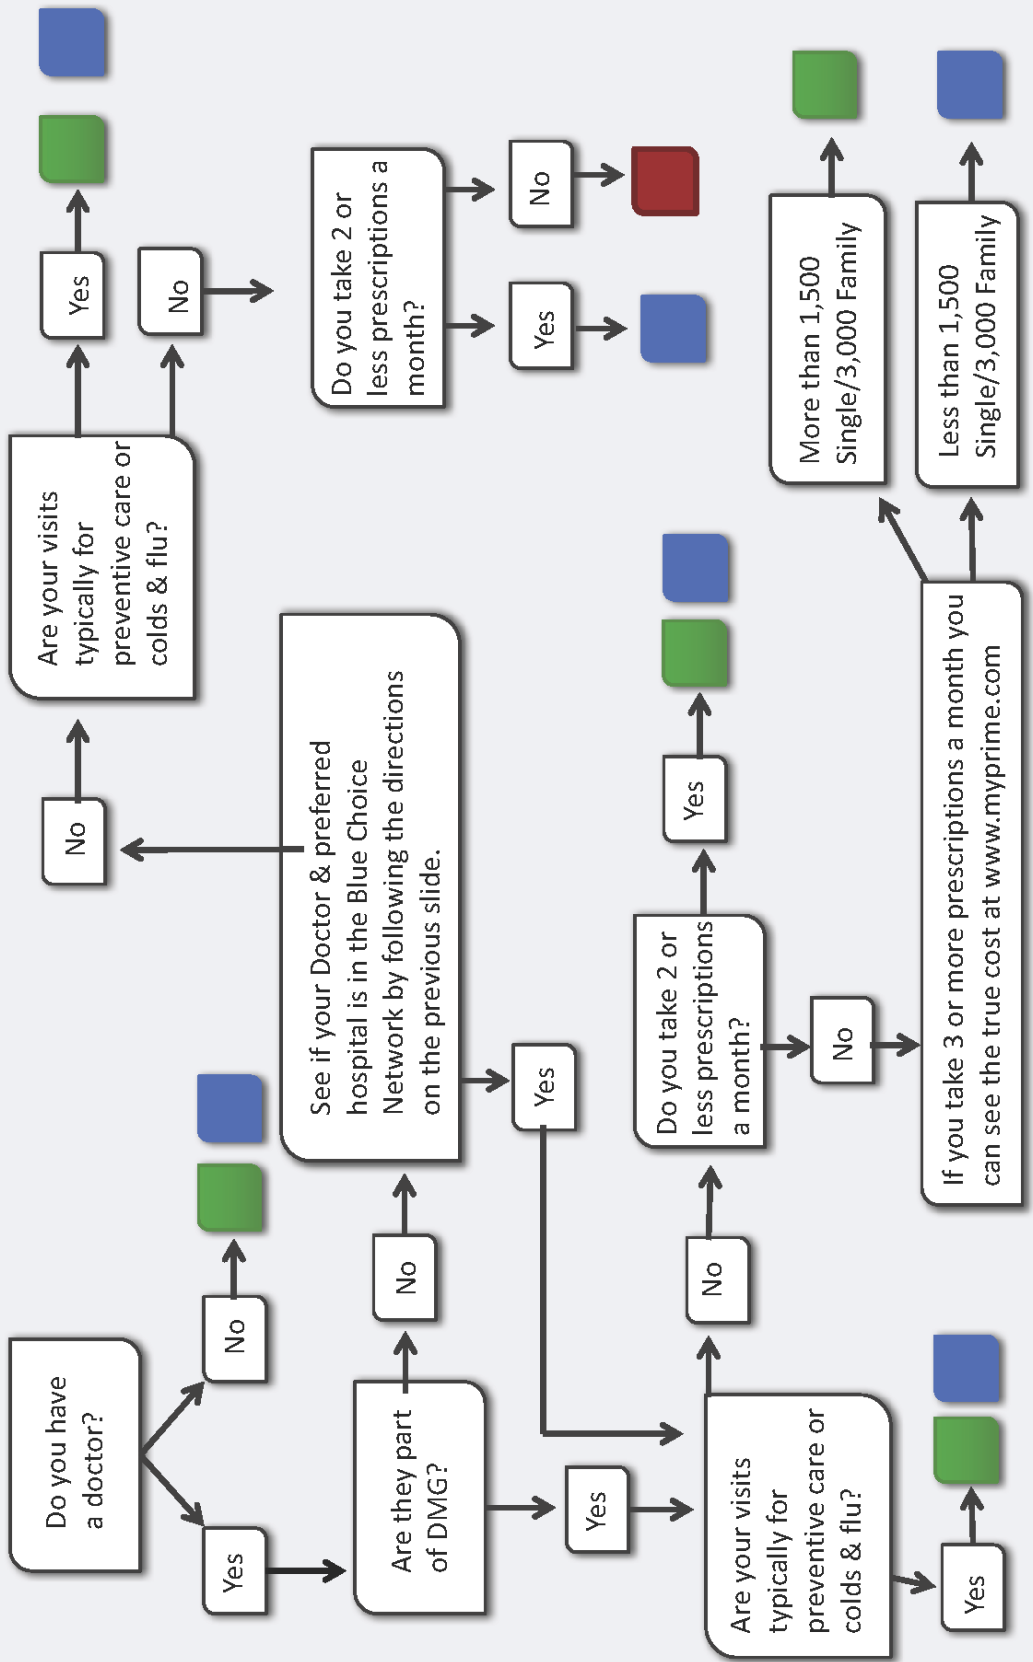 Do you have
a doctor?
Yes
No
Are they part
of DMG?
No
Yes
See if your Doctor & preferred
hospital is in the Blue Choice
Network by following the directions
on the previous slide.
No
Yes
Are your visits
typically for
preventive care or
colds & flu?
Yes
No
Do you take 2 or
less prescriptions a
month?
Yes
No
Are your visits
typically for
preventive care or
colds & flu?
Yes
No
Do you take 2 or
less prescriptions
a month?
Yes
No
If you take 3 or more prescriptions a month you
can see the true cost at www.myprime.com
More than 1,500
Single/3,000 Family
Less than 1,500
Single/3,000 Family